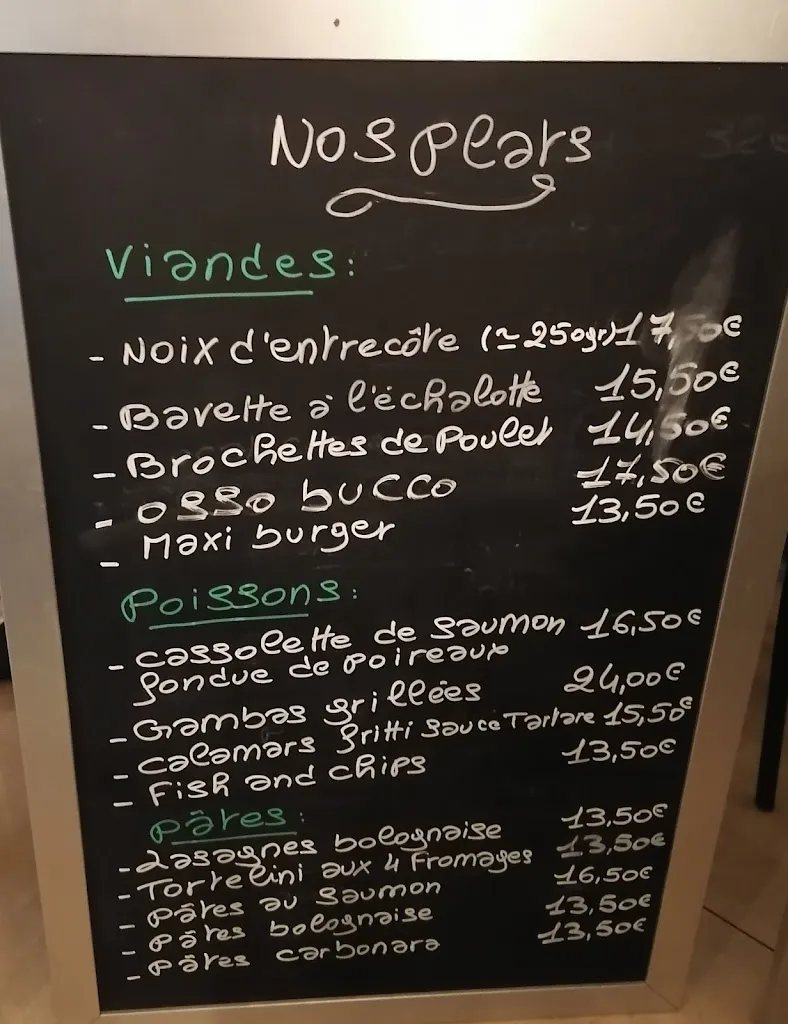 Nos Plats
Viandes:
- Noix d'entrecôte (≃ 250gr) 17,50€
- Bavette à l'échalotte 15,50€
- Brochettes de Poulet 14,50€
- osso bucco 17,50€
- Maxi burger 13,50€
Poissons:
- cassolette de saumon 16,50€
fondue de poireaux
- Gambas grillées 24,00€
- calamars fritti sauce Tartare 15,50€
- Fish and chips 13,50€
Pâtes:
- Lasagnes bolognaise 13,50€
- Tortelini aux 4 Fromages 13,50€
- Pâtes au saumon 16,50€
- Pâtes bolognaise 13,50€
- Pâtes carbonara 13,50€